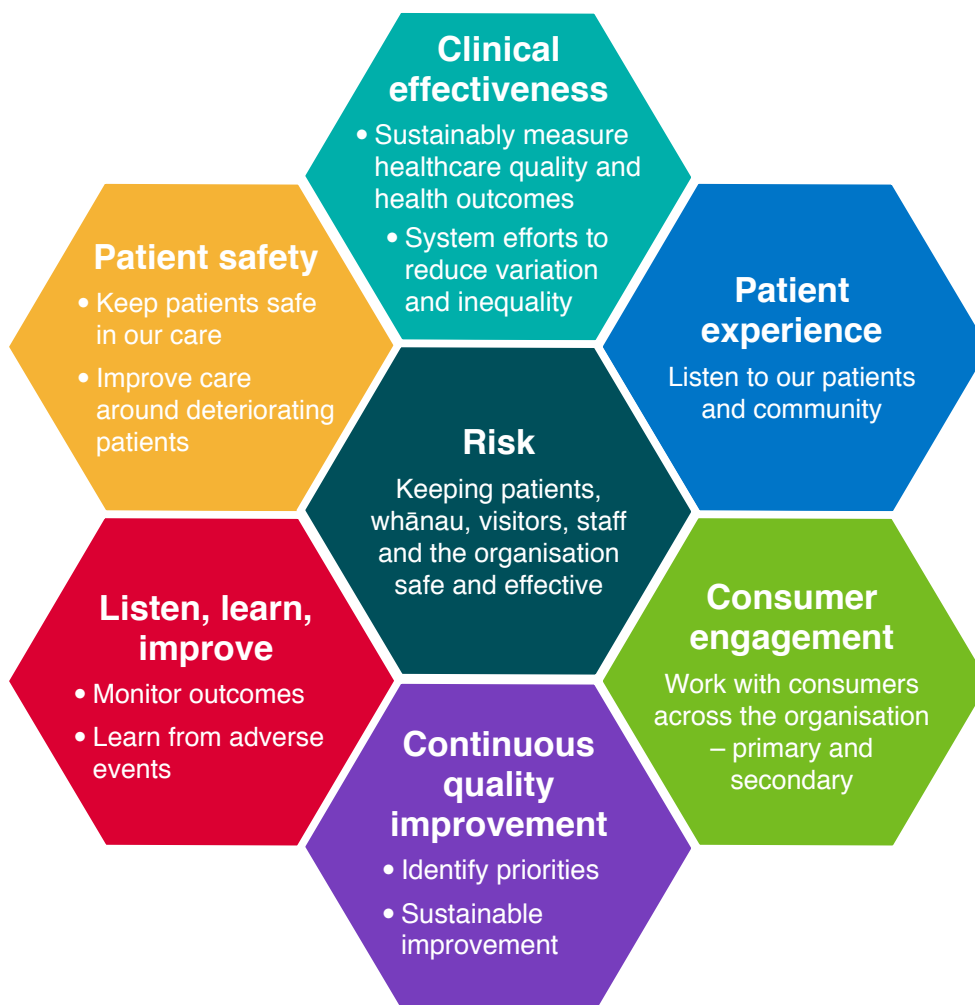 Clinical
effectiveness
• Sustainably measure
healthcare quality and
health outcomes
• System efforts to
reduce variation
and inequality
Patient safety
• Keep patients safe
in our care
• Improve care
around deteriorating
patients
Patient
experience
Listen to our patients
and community
Risk
Keeping patients,
whānau, visitors, staff
and the organisation
safe and effective
Listen, learn,
improve
• Monitor outcomes
• Learn from adverse
events
Consumer
engagement
Work with consumers
across the organisation
– primary and
secondary
Continuous
quality
improvement
• Identify priorities
• Sustainable
improvement